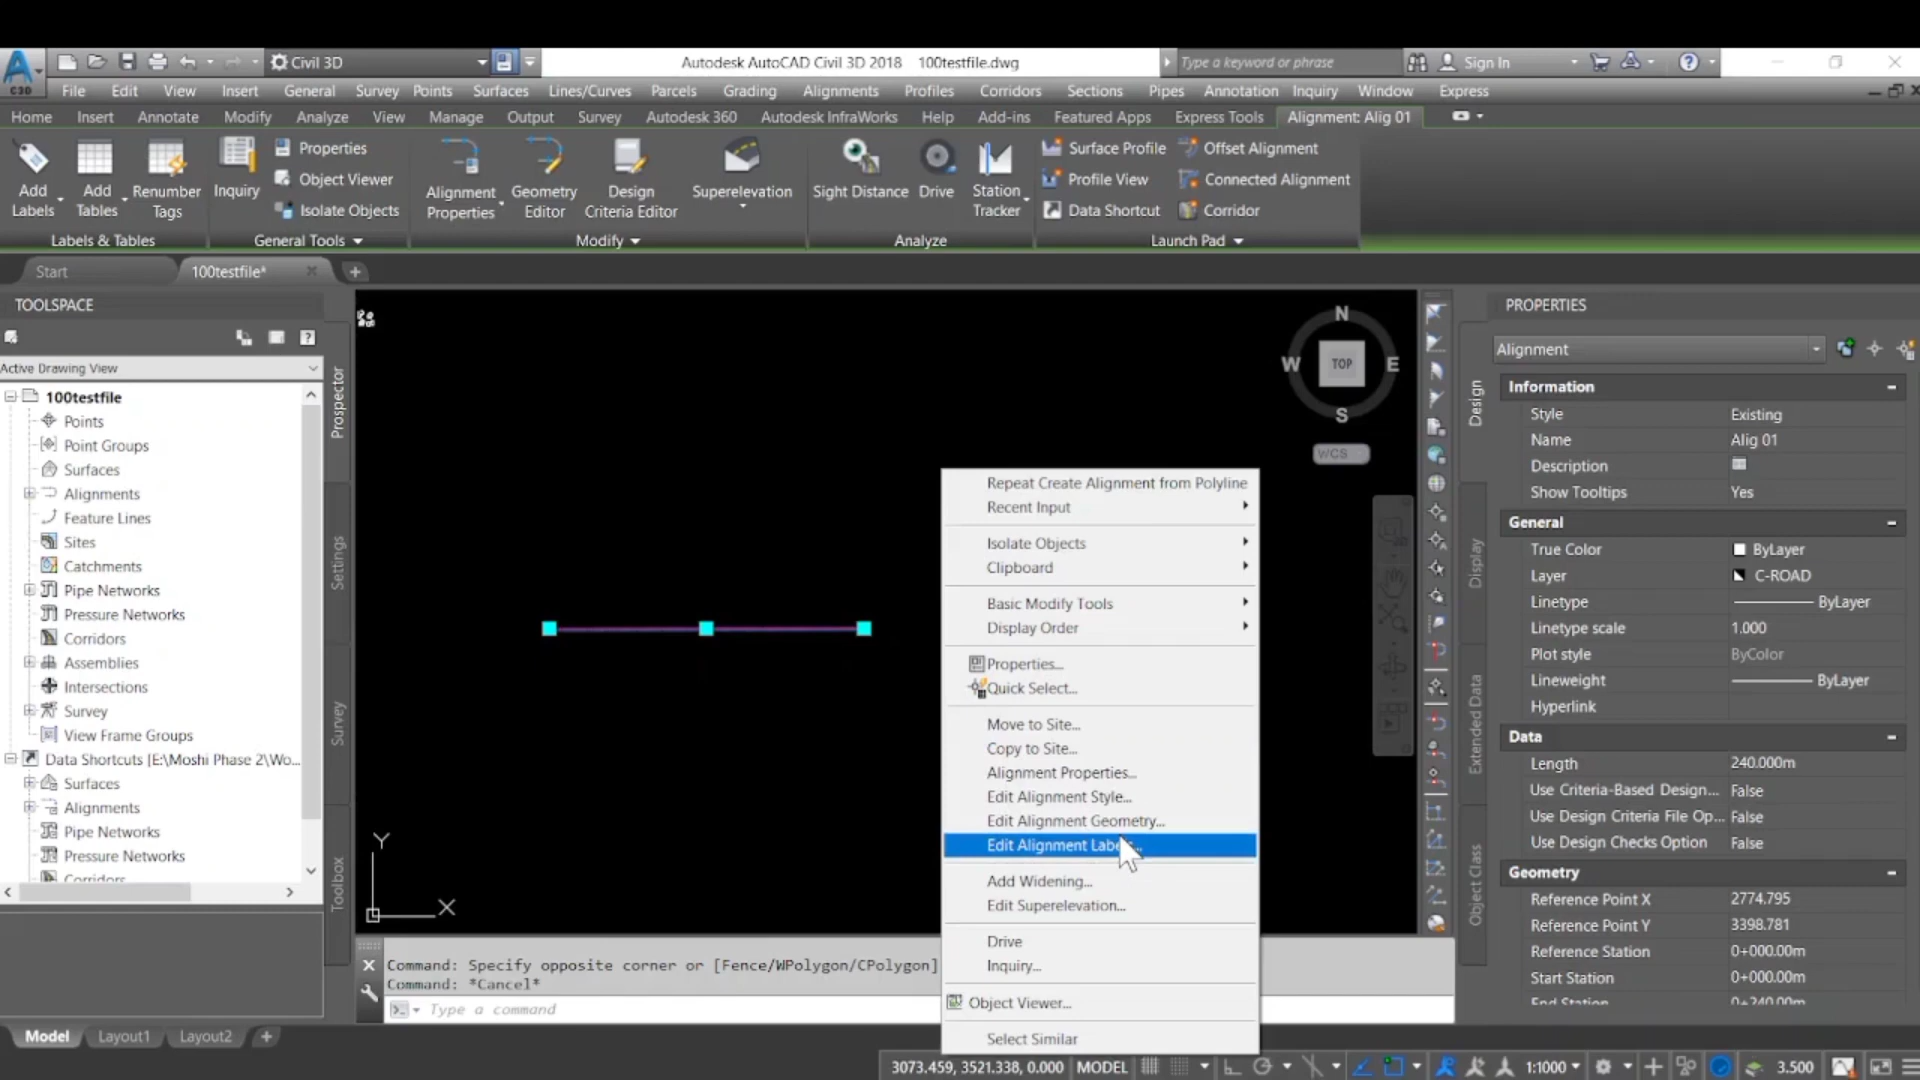 Civil 3D
Autodesk AutoCAD Civil 3D 2018 100testfile.dwg
Type a keyword or phrase
Sign In
C3D
File Edit View Insert General Survey Points Surfaces Lines/Curves Parcels Grading Alignments Profiles Corridors Sections Pipes Annotation Inquiry Window Express
Home Insert Annotate Modify Analyze View Manage Output Survey Autodesk 360 Autodesk InfraWorks Help Add-ins Featured Apps Express Tools Alignment: Alig 01
Add Labels
Add Tables
Renumber Tags
Labels & Tables
Inquiry
Properties
Object Viewer
Isolate Objects
General Tools
Alignment Properties
Geometry Editor
Design Criteria Editor
Superelevation
Modify
Sight Distance
Drive
Station Tracker
Analyze
Surface Profile
Profile View
Data Shortcut
Offset Alignment
Connected Alignment
Corridor
Launch Pad
Start
100testfile*
TOOLSPACE
Active Drawing View
100testfile
Points
Point Groups
Surfaces
Alignments
Feature Lines
Sites
Catchments
Pipe Networks
Pressure Networks
Corridors
Assemblies
Intersections
Survey
View Frame Groups
Data Shortcuts [E:\Moshi Phase 2\Wo...
Surfaces
Alignments
Pipe Networks
Pressure Networks
Corridors
Prospector
Settings
Survey
Toolbox
N
W
TOP
E
S
WCS
Y
X
Repeat Create Alignment from Polyline
Recent Input
Isolate Objects
Clipboard
Basic Modify Tools
Display Order
Properties...
Quick Select...
Move to Site...
Copy to Site...
Alignment Properties...
Edit Alignment Style...
Edit Alignment Geometry...
Edit Alignment
Add Widening...
Edit Superelevation...
Drive
Inquiry...
Object Viewer...
Select Similar
Command: Specify opposite corner or [Fence/WPolygon/CPolygon]
Command: *Cancel*
Type a command
PROPERTIES
Alignment
Design
Display
Extended Data
Object Class
Information
Style Existing
Name Alig 01
Description
Show Tooltips Yes
General
True Color ByLayer
Layer C-ROAD
Linetype ByLayer
Linetype scale 1.000
Plot style ByColor
Lineweight ByLayer
Hyperlink
Data
Length 240.000m
Use Criteria-Based Design... False
Use Design Criteria File Op... False
Use Design Checks Option False
Geometry
Reference Point X 2774.795
Reference Point Y 3398.781
Reference Station 0+000.00m
Start Station 0+000.00m
End Station 0+240.00m
Model Layout1 Layout2
3073.459, 3521.338, 0.000 MODEL
1:1000
3.500